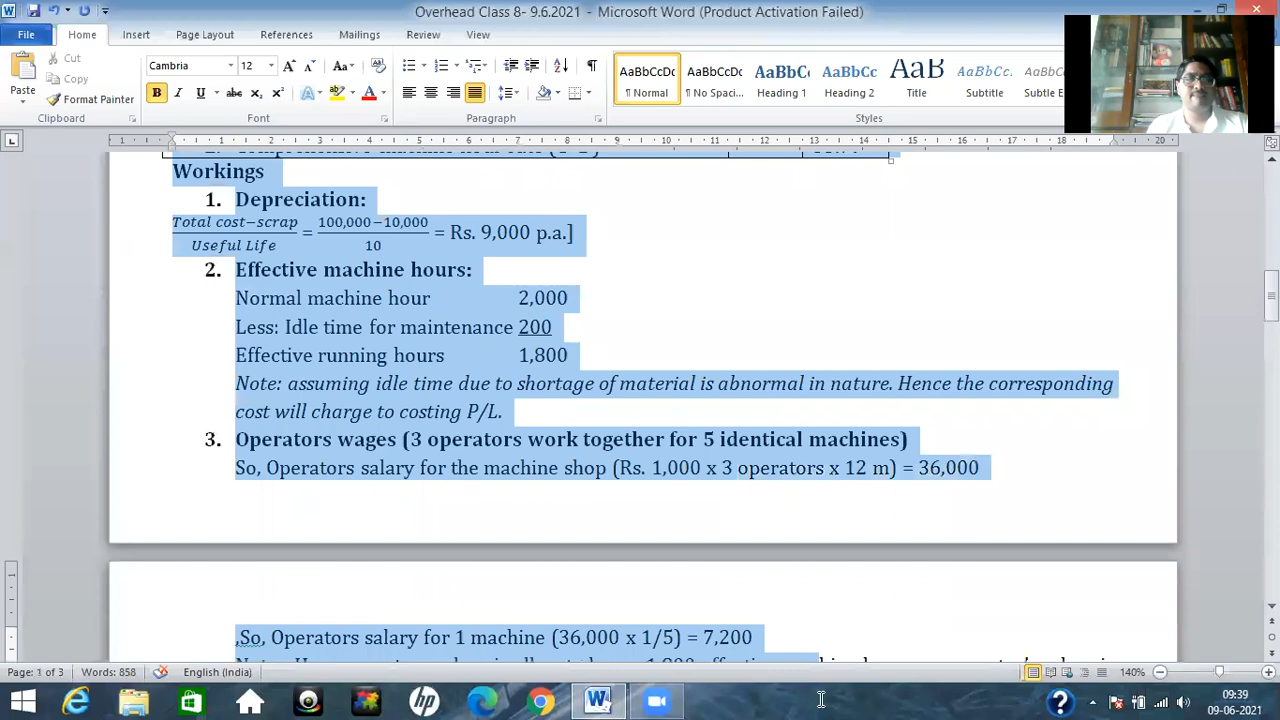 Overhead Class 8- 9.6.2021 - Microsoft Word (Product Activation Failed)
File Home Insert Page Layout References Mailings Review View
Cut
Copy
Format Painter
Paste
Clipboard
Cambria 12
Font
Paragraph
AaBbCcDc AaBbCcDc AaBbCc AaBbCc AaB AaBbCc. AaBbCcD
¶ Normal ¶ No Spaci... Heading 1 Heading 2 Title Subtitle Subtle E
Styles
Workings
1. Depreciation:
Total cost−scrap / Useful Life = 100,000−10,000 / 10 = Rs. 9,000 p.a.]
2. Effective machine hours:
Normal machine hour 2,000
Less: Idle time for maintenance 200
Effective running hours 1,800
Note: assuming idle time due to shortage of material is abnormal in nature. Hence the corresponding
cost will charge to costing P/L.
3. Operators wages (3 operators work together for 5 identical machines)
So, Operators salary for the machine shop (Rs. 1,000 x 3 operators x 12 m) = 36,000
,So, Operators salary for 1 machine (36,000 x 1/5) = 7,200
Page: 1 of 3 Words: 858 English (India) 140%
09:39
09-06-2021